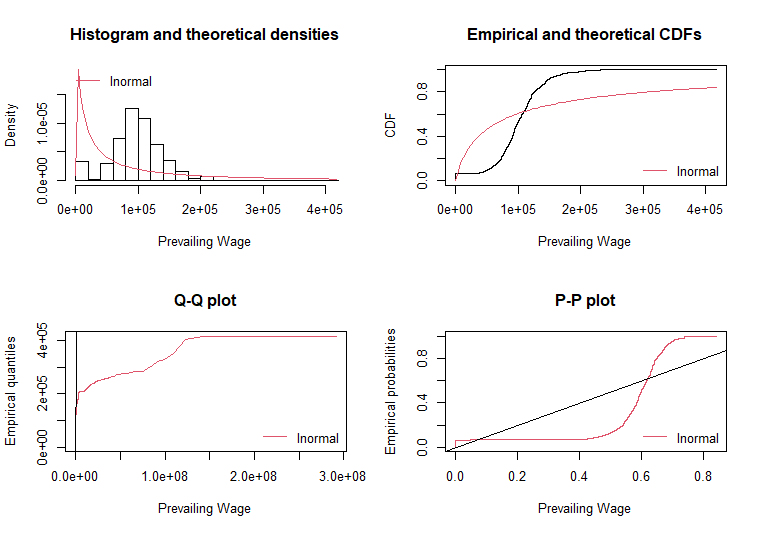 Histogram and theoretical densities
Density
0.0e+00
1.0e-05
lnormal
0e+00 1e+05 2e+05 3e+05 4e+05
Prevailing Wage
Empirical and theoretical CDFs
CDF
0.0
0.4
0.8
lnormal
0e+00 1e+05 2e+05 3e+05 4e+05
Prevailing Wage
Q-Q plot
Empirical quantiles
0e+00
2e+05
4e+05
lnormal
0.0e+00 1.0e+08 2.0e+08 3.0e+08
Prevailing Wage
P-P plot
Empirical probabilities
0.0
0.4
0.8
lnormal
0.0 0.2 0.4 0.6 0.8
Prevailing Wage